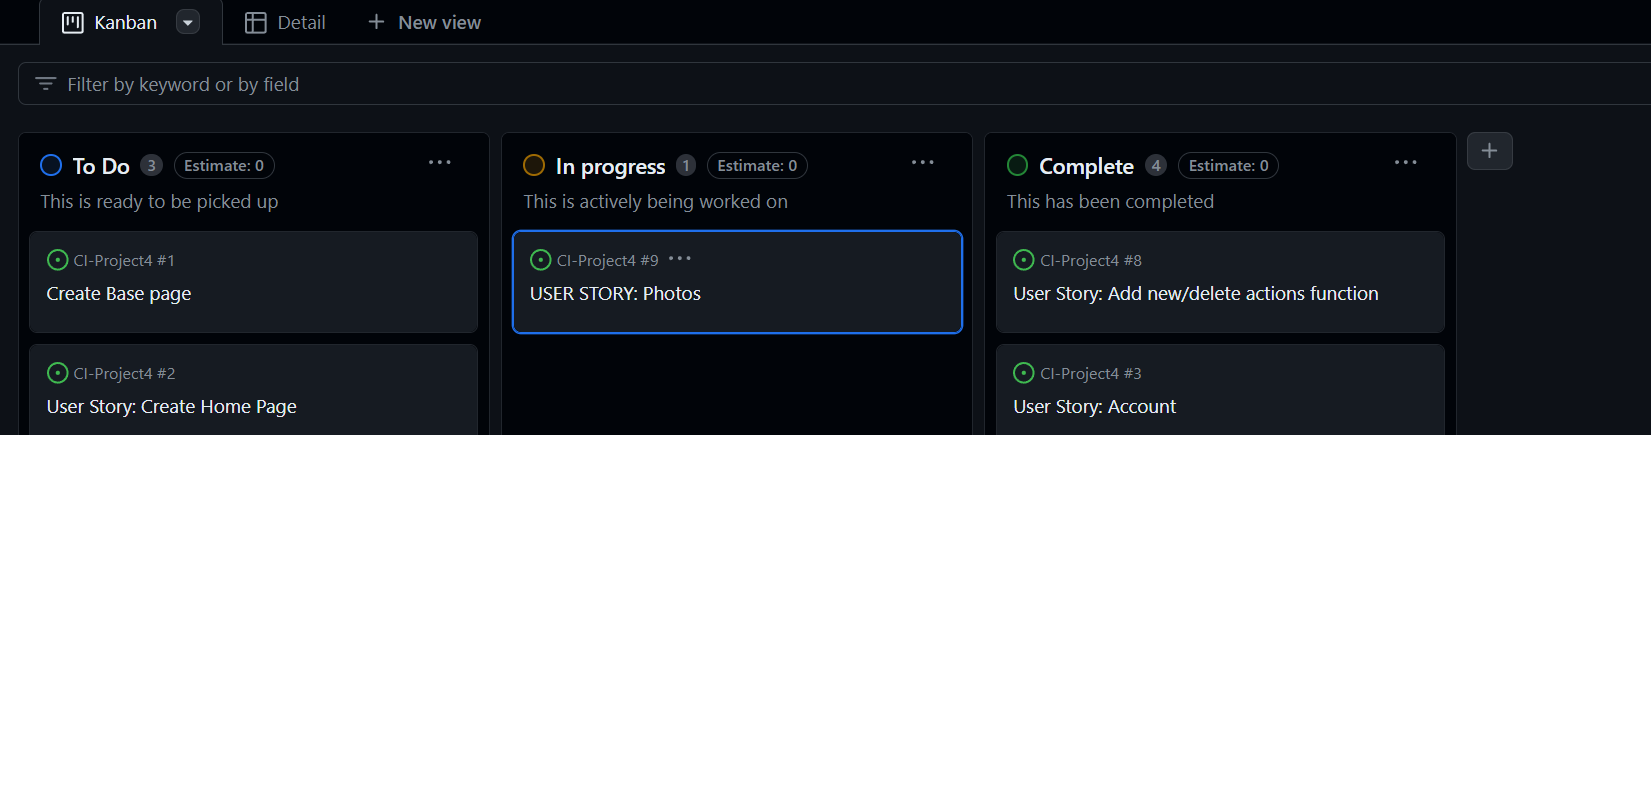 Kanban
Detail
New view
Filter by keyword or by field
To Do 3 Estimate: 0
This is ready to be picked up
CI-Project4 #1
Create Base page
CI-Project4 #2
User Story: Create Home Page
In progress 1 Estimate: 0
This is actively being worked on
CI-Project4 #9
USER STORY: Photos
Complete 4 Estimate: 0
This has been completed
CI-Project4 #8
User Story: Add new/delete actions function
CI-Project4 #3
User Story: Account